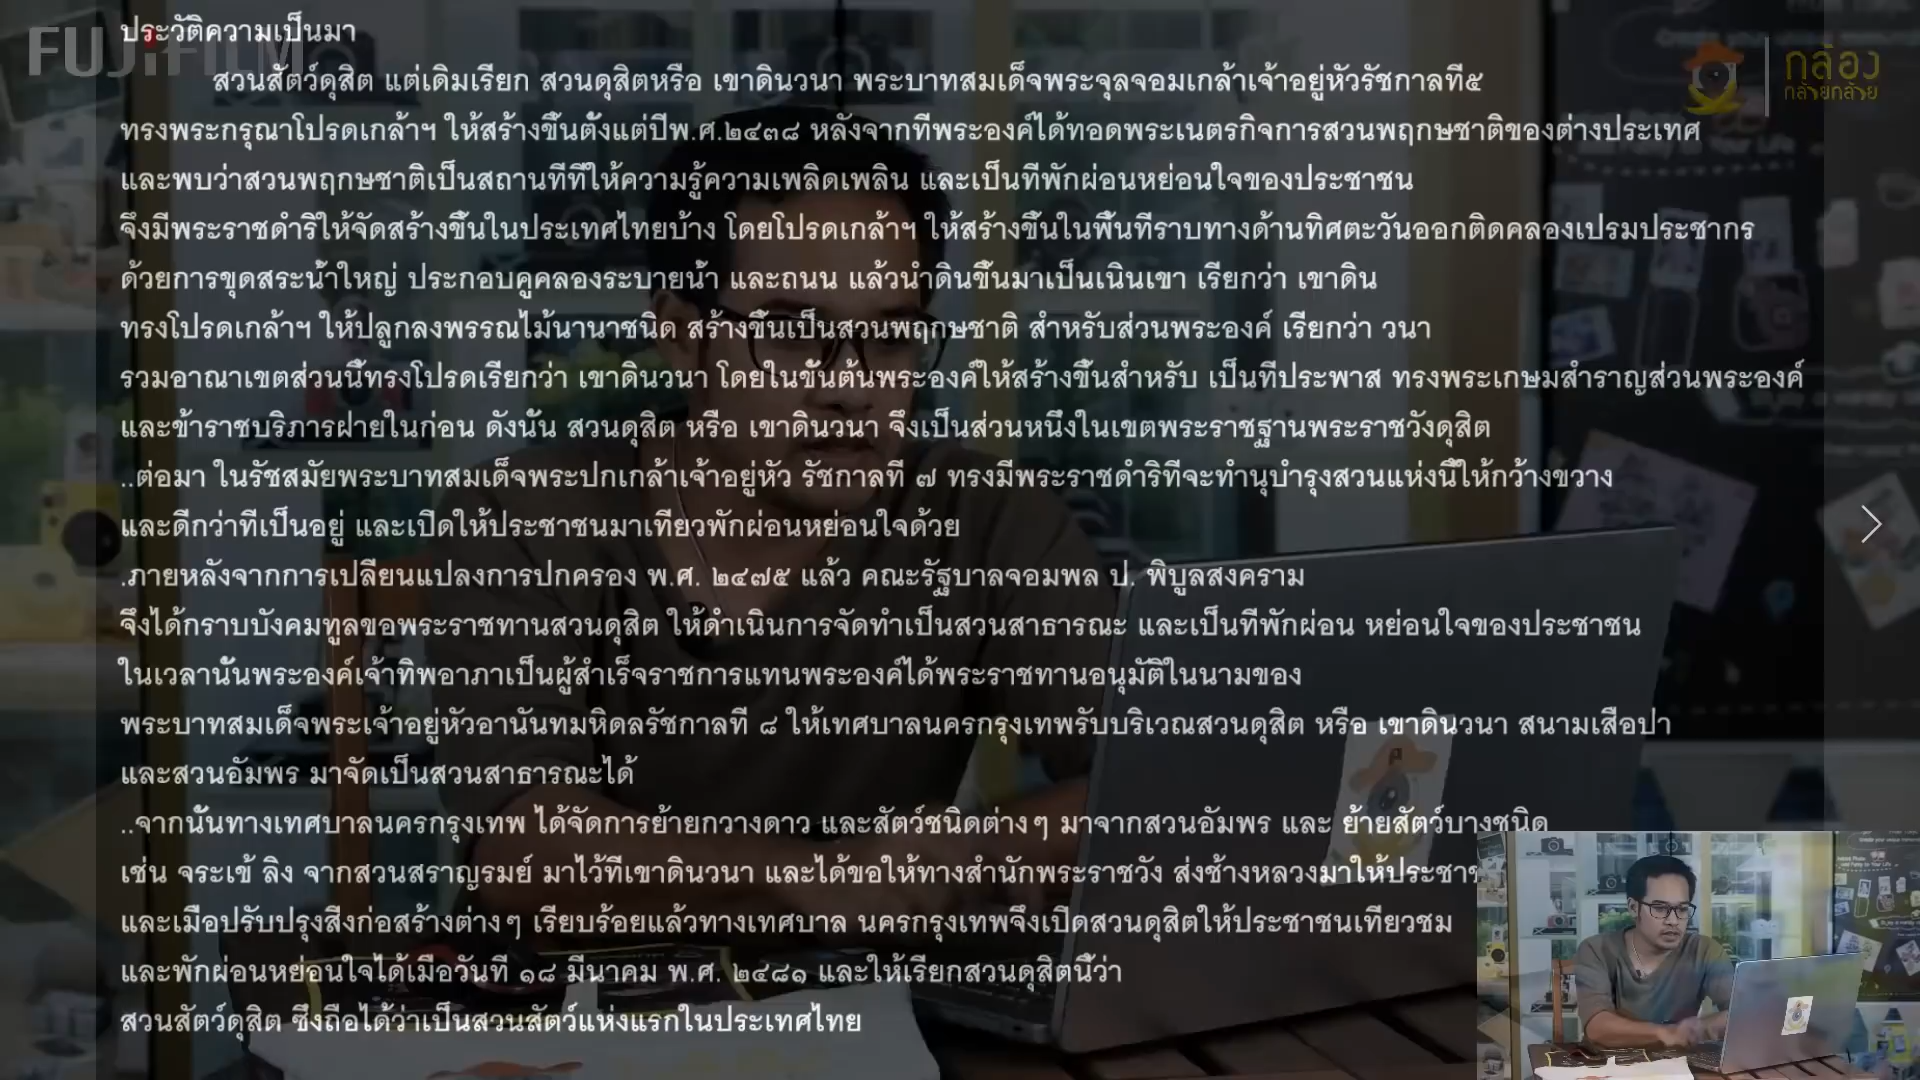 FUJIFILM
กล้อง
กล้ายกล้าย
ประวัติความเป็นมา
สวนสัตว์ดุสิต แต่เดิมเรียก สวนดุสิตหรือ เขาดินวนา พระบาทสมเด็จพระจุลจอมเกล้าเจ้าอยู่หัวรัชกาลที่๕
ทรงพระกรุณาโปรดเกล้าฯ ให้สร้างขึ้นตั้งแต่ปีพ.ศ.๒๔๓๘ หลังจากที่พระองค์ได้ทอดพระเนตรกิจการสวนพฤกษชาติของต่างประเทศ
และพบว่าสวนพฤกษชาติเป็นสถานที่ที่ให้ความรู้ความเพลิดเพลิน และเป็นที่พักผ่อนหย่อนใจของประชาชน
จึงมีพระราชดำริให้จัดสร้างขึ้นในประเทศไทยบ้าง โดยโปรดเกล้าฯ ให้สร้างขึ้นในพื้นที่ราบทางด้านทิศตะวันออกติดคลองเปรมประชากร
ด้วยการขุดสระน้ำใหญ่ ประกอบคูคลองระบายน้ำ และถนน แล้วนำดินขึ้นมาเป็นเนินเขา เรียกว่า เขาดิน
ทรงโปรดเกล้าฯ ให้ปลูกลงพรรณไม้นานาชนิด สร้างขึ้นเป็นสวนพฤกษชาติ สำหรับส่วนพระองค์ เรียกว่า วนา
รวมอาณาเขตส่วนนี้ทรงโปรดเรียกว่า เขาดินวนา โดยในขั้นต้นพระองค์ให้สร้างขึ้นสำหรับ เป็นที่ประพาส ทรงพระเกษมสำราญส่วนพระองค์
และข้าราชบริภารฝ่ายในก่อน ดังนั้น สวนดุสิต หรือ เขาดินวนา จึงเป็นส่วนหนึ่งในเขตพระราชฐานพระราชวังดุสิต
..ต่อมา ในรัชสมัยพระบาทสมเด็จพระปกเกล้าเจ้าอยู่หัว รัชกาลที่ ๗ ทรงมีพระราชดำริที่จะทำนุบำรุงสวนแห่งนี้ให้กว้างขวาง
และดีกว่าที่เป็นอยู่ และเปิดให้ประชาชนมาเที่ยวพักผ่อนหย่อนใจด้วย
.ภายหลังจากการเปลี่ยนแปลงการปกครอง พ.ศ. ๒๔๗๕ แล้ว คณะรัฐบาลจอมพล ป. พิบูลสงคราม
จึงได้กราบบังคมทูลขอพระราชทานสวนดุสิต ให้ดำเนินการจัดทำเป็นสวนสาธารณะ และเป็นที่พักผ่อน หย่อนใจของประชาชน
ในเวลานั้นพระองค์เจ้าทิพอาภาเป็นผู้สำเร็จราชการแทนพระองค์ได้พระราชทานอนุมัติในนามของ
พระบาทสมเด็จพระเจ้าอยู่หัวอานันทมหิดลรัชกาลที่ ๘ ให้เทศบาลนครกรุงเทพรับบริเวณสวนดุสิต หรือ เขาดินวนา สนามเสือป่า
และสวนอัมพร มาจัดเป็นสวนสาธารณะได้
..จากนั้นทางเทศบาลนครกรุงเทพ ได้จัดการย้ายกวางดาว และสัตว์ชนิดต่างๆ มาจากสวนอัมพร และ ย้ายสัตว์บางชนิด
เช่น จระเข้ ลิง จากสวนสราญรมย์ มาไว้ที่เขาดินวนา และได้ขอให้ทางสำนักพระราชวัง ส่งช้างหลวงมาให้ประชาช
และเมื่อปรับปรุงสิ่งก่อสร้างต่างๆ เรียบร้อยแล้วทางเทศบาล นครกรุงเทพจึงเปิดสวนดุสิตให้ประชาชนเที่ยวชม
และพักผ่อนหย่อนใจได้เมื่อวันที่ ๑๘ มีนาคม พ.ศ. ๒๔๘๑ และให้เรียกสวนดุสิตนี้ว่า
สวนสัตว์ดุสิต ซึ่งถือได้ว่าเป็นสวนสัตว์แห่งแรกในประเทศไทย